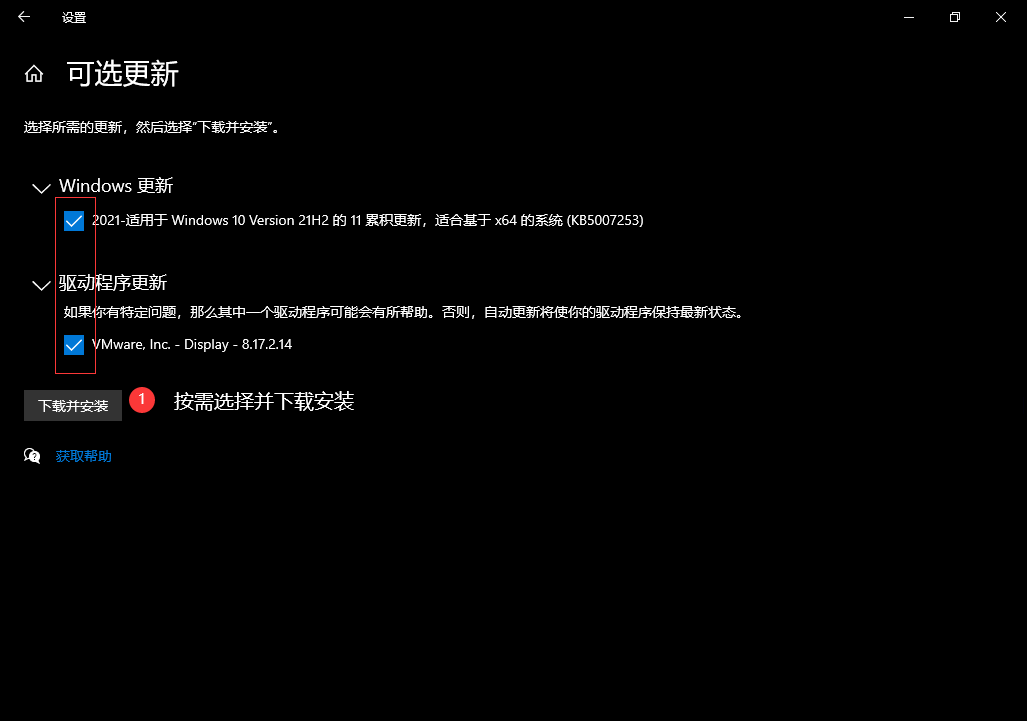 设置
可选更新
选择所需的更新，然后选择"下载并安装"。
Windows 更新
2021-适用于 Windows 10 Version 21H2 的 11 累积更新，适合基于 x64 的系统 (KB5007253)
驱动程序更新
如果你有特定问题，那么其中一个驱动程序可能会有所帮助。否则，自动更新将使你的驱动程序保持最新状态。
VMware, Inc. - Display - 8.17.2.14
下载并安装 1 按需选择并下载安装
获取帮助